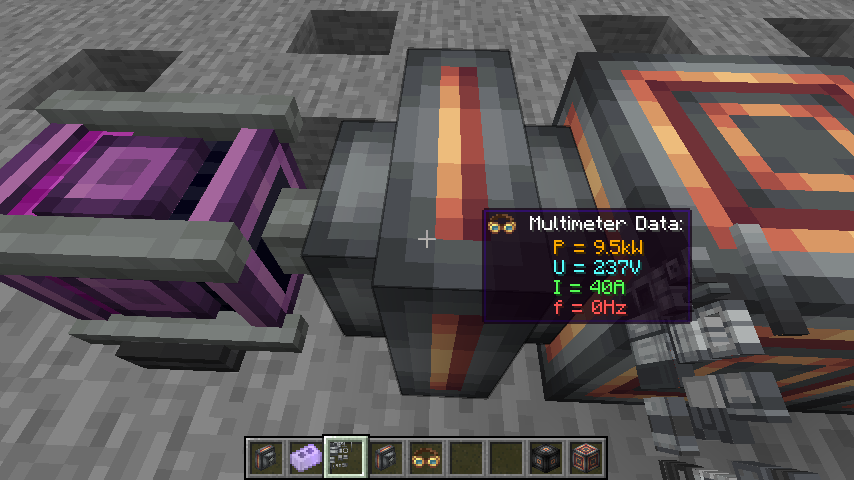 Multimeter Data:
P = 9.5kW
U = 237V
I = 40A
f = 0Hz